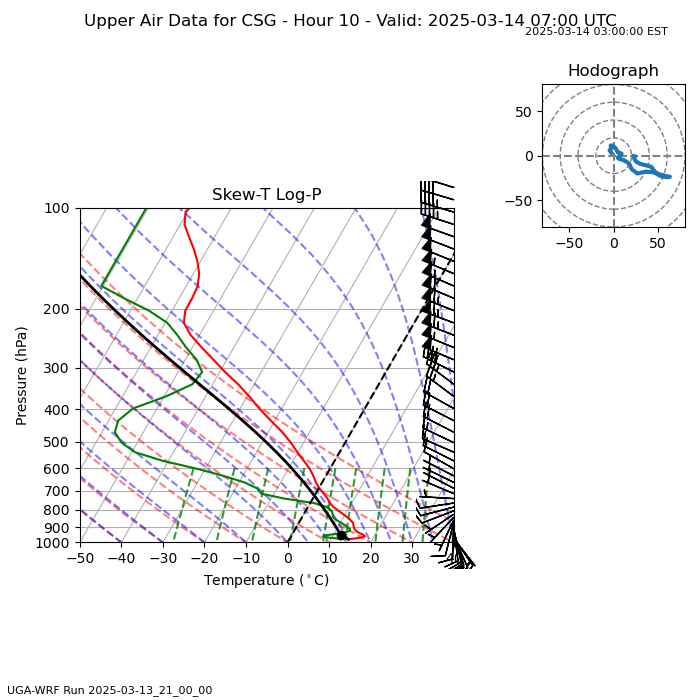 Upper Air Data for CSG - Hour 10 - Valid: 2025-03-14 07:00 UTC
2025-03-14 03:00:00 EST
Hodograph
50
0
−50
−50 0 50
Skew-T Log-P
100
200
300
400
500
600
700
800
900
1000
Pressure (hPa)
−50 −40 −30 −20 −10 0 10 20 30
Temperature (°C)
UGA-WRF Run 2025-03-13_21_00_00